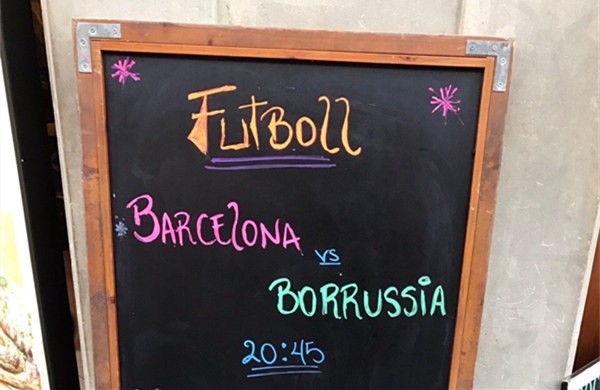 Futboll
BARCELONA
vs
BORRUSSIA
20:45